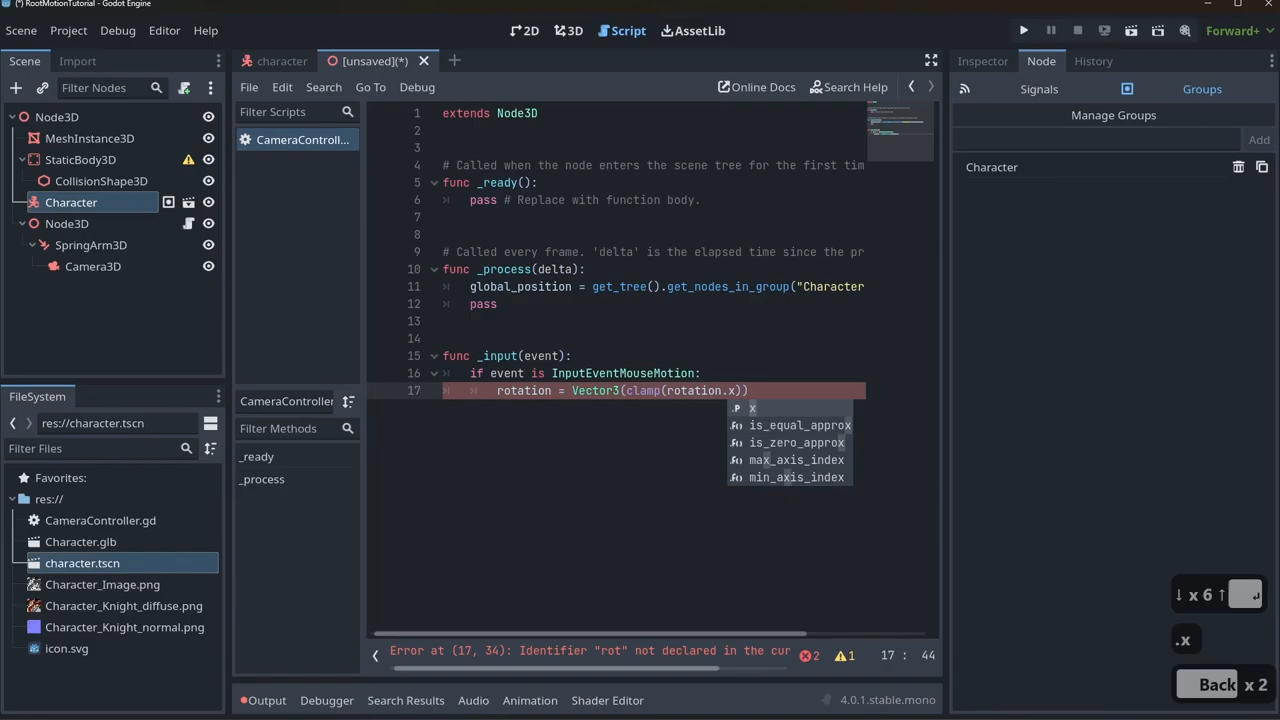 (*) RootMotionTutorial - Godot Engine
Scene Project Debug Editor Help
2D 3D Script AssetLib
Forward+
Scene Import
Filter Nodes
Node3D
MeshInstance3D
StaticBody3D
CollisionShape3D
Character
Node3D
SpringArm3D
Camera3D
FileSystem
res://character.tscn
Filter Files
Favorites:
res://
CameraController.gd
Character.glb
character.tscn
Character_Image.png
Character_Knight_diffuse.png
Character_Knight_normal.png
icon.svg
character [unsaved](*)
File Edit Search Go To Debug
Online Docs Search Help
Filter Scripts
CameraControll...
CameraController
Filter Methods
_ready
_process
1 extends Node3D
2
3
4 # Called when the node enters the scene tree for the first tim
5 func _ready():
6 pass # Replace with function body.
7
8
9 # Called every frame. 'delta' is the elapsed time since the pr
10 func _process(delta):
11 global_position = get_tree().get_nodes_in_group("Character
12 pass
13
14
15 func _input(event):
16 if event is InputEventMouseMotion:
17 rotation = Vector3(clamp(rotation.x))
x
is_equal_approx
is_zero_approx
max_axis_index
min_axis_index
Error at (17, 34): Identifier "rot" not declared in the cur
2 1 17 : 44
Output Debugger Search Results Audio Animation Shader Editor
4.0.1.stable.mono
Inspector Node History
Signals Groups
Manage Groups
Add
Character
↓ x 6 ↑
.x
Back x 2